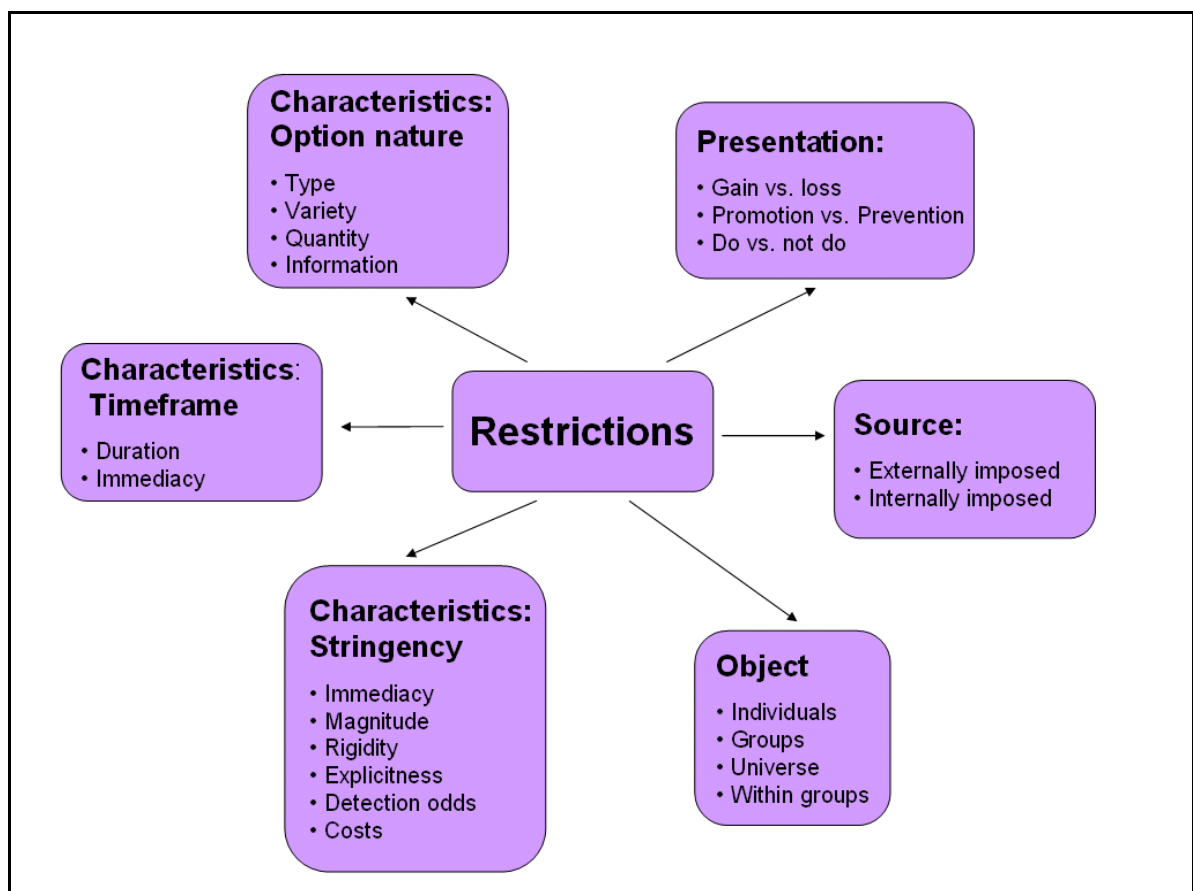 Characteristics:
Option nature
• Type
• Variety
• Quantity
• Information
Presentation:
• Gain vs. loss
• Promotion vs. Prevention
• Do vs. not do
Characteristics:
Timeframe
• Duration
• Immediacy
Restrictions
Source:
• Externally imposed
• Internally imposed
Characteristics:
Stringency
• Immediacy
• Magnitude
• Rigidity
• Explicitness
• Detection odds
• Costs
Object
• Individuals
• Groups
• Universe
• Within groups